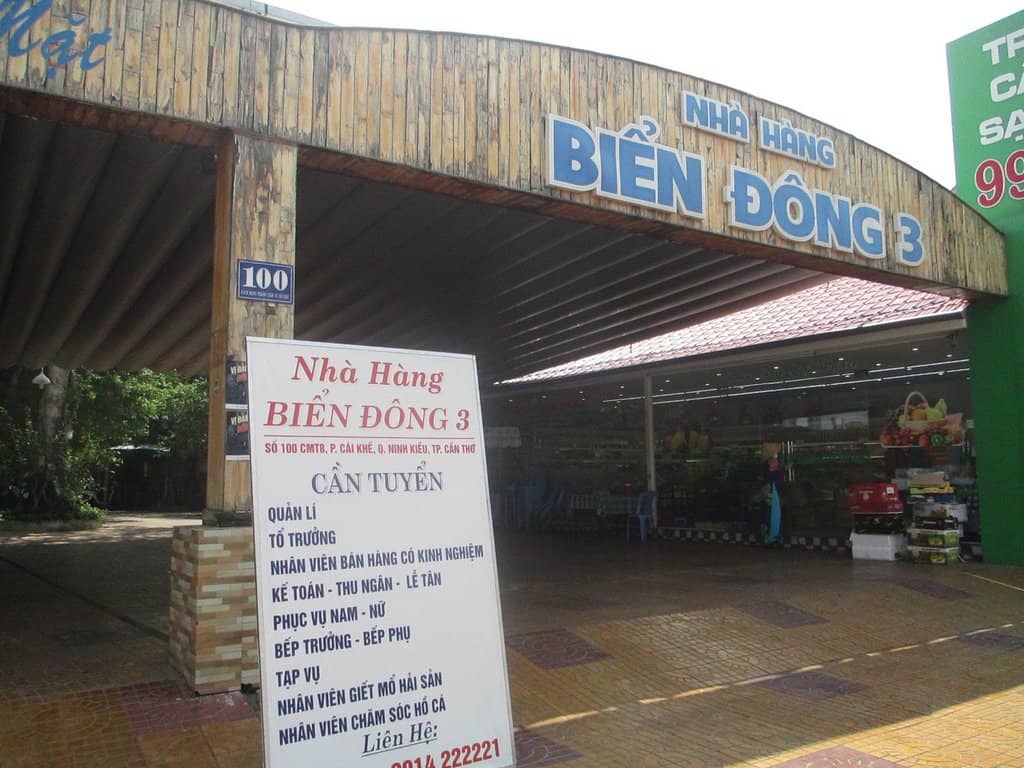 Mặt
NHÀ HÀNG
BIỂN ĐÔNG 3
100
Nhà Hàng
BIỂN ĐÔNG 3
SỐ 100 CMTB, P. CÁI KHẾ, Q. NINH KIỀU, TP. CẦN THƠ
CẦN TUYỂN
QUẢN LÍ
TỔ TRƯỞNG
NHÂN VIÊN BÁN HÀNG CÓ KINH NGHIỆM
KẾ TOÁN - THU NGÂN - LỄ TÂN
PHỤC VỤ NAM - NỮ
BẾP TRƯỞNG - BẾP PHỤ
TẠP VỤ
NHÂN VIÊN GIẾT MỔ HẢI SẢN
NHÂN VIÊN CHĂM SÓC HỒ CÁ
Liên Hệ:
0914 222221
99